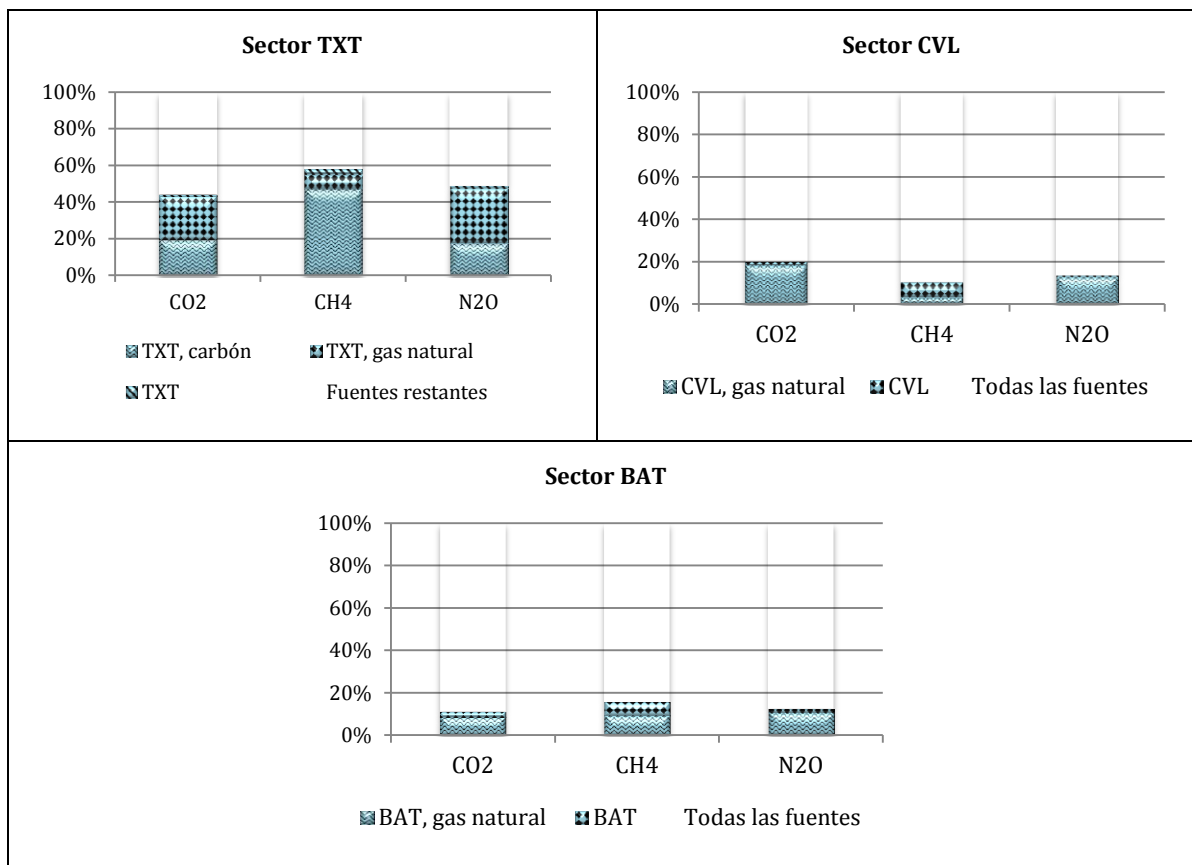 Sector TXT
100%
80%
60%
40%
20%
0%
CO2 CH4 N2O
TXT, carbón TXT, gas natural
TXT Fuentes restantes
Sector CVL
100%
80%
60%
40%
20%
0%
CO2 CH4 N2O
CVL, gas natural CVL Todas las fuentes
Sector BAT
100%
80%
60%
40%
20%
0%
CO2 CH4 N2O
BAT, gas natural BAT Todas las fuentes